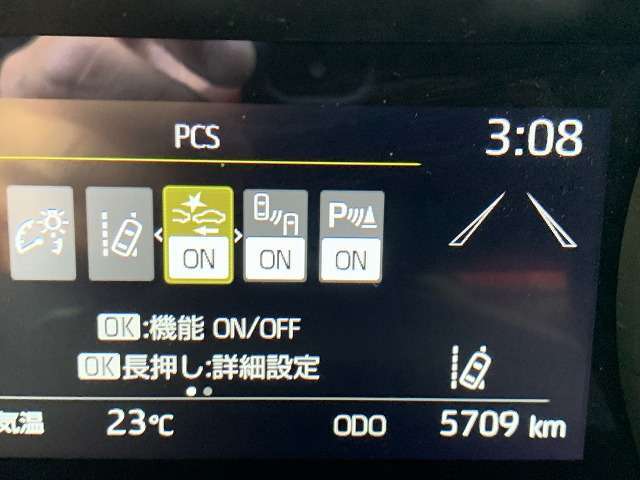 PCS
3:08
ON ON P ON
OK:機能 ON/OFF
OK長押し:詳細設定
気温 23℃ ODO 5709 km